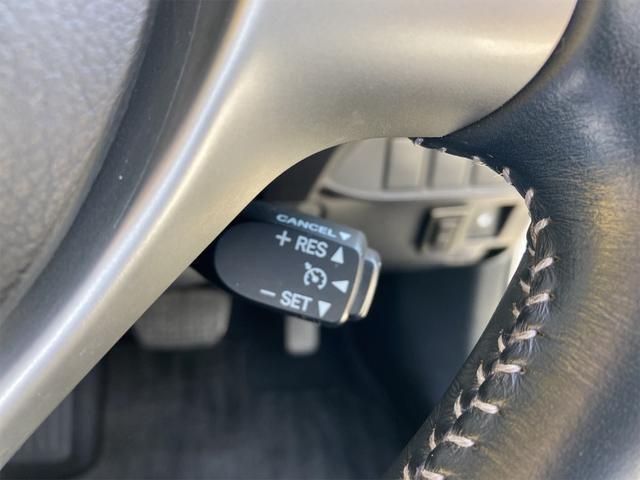 CANCEL▼
+ RES ▲
◀
− SET ▼